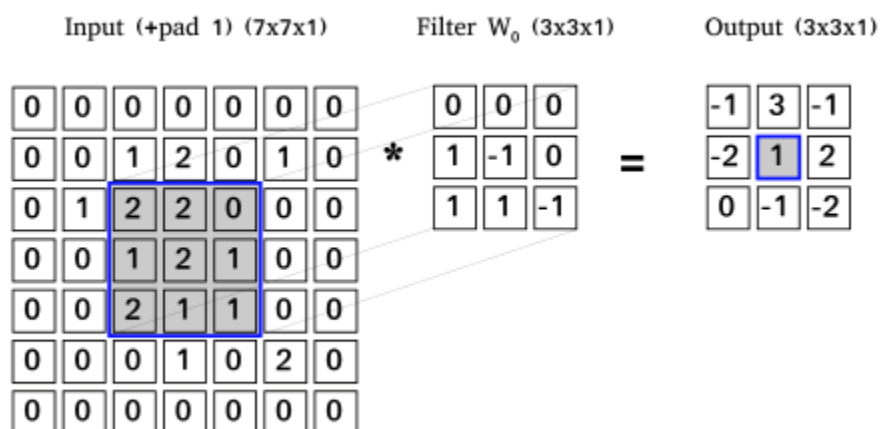 Input (+pad 1) (7x7x1) Filter W₀ (3x3x1) Output (3x3x1)
0 0 0 0 0 0 0 0 0 0 -1 3 -1
0 0 1 2 0 1 0 * 1 -1 0 = -2 1 2
0 1 2 2 0 0 0 1 1 -1 0 -1 -2
0 0 1 2 1 0 0
0 0 2 1 1 0 0
0 0 0 1 0 2 0
0 0 0 0 0 0 0